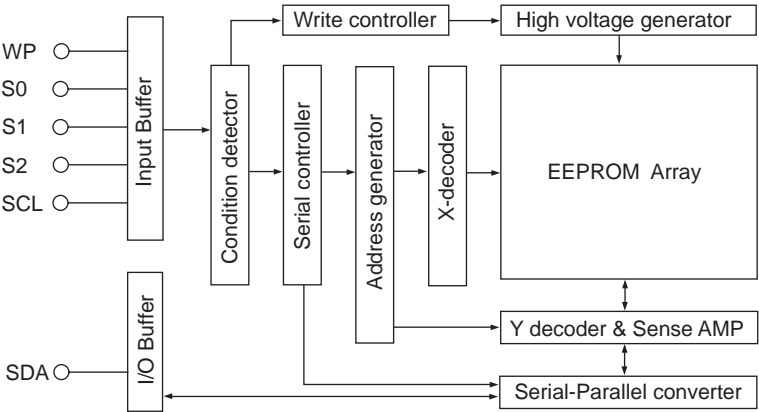 Write controller
High voltage generator
WP
S0
S1
S2
SCL
Input Buffer
Condition detector
Serial controller
Address generator
X-decoder
EEPROM Array
Y decoder & Sense AMP
SDA
I/O Buffer
Serial-Parallel converter